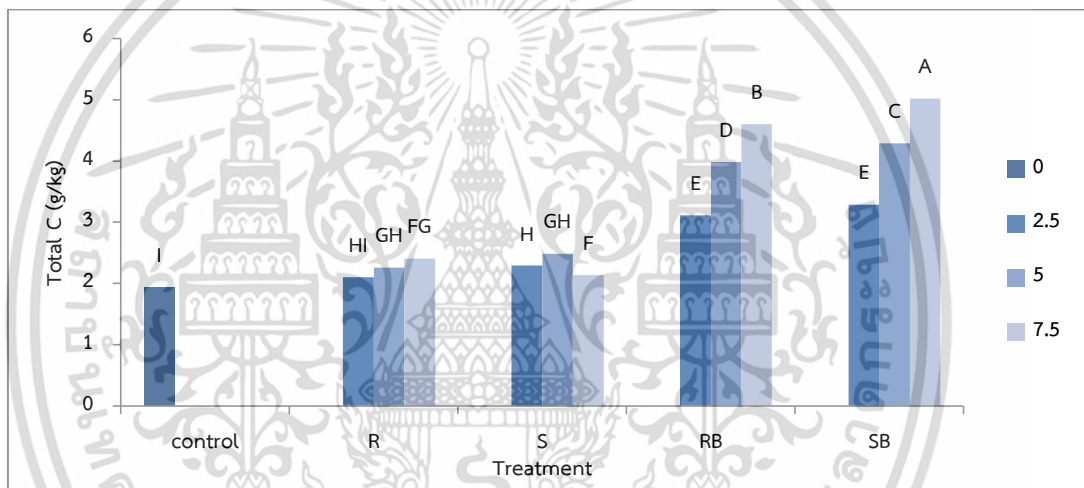 6
5
4
3
2
1
0
Total C (g/kg)
I
HI
GH
FG
H
GH
F
E
D
B
E
C
A
control
R
S
RB
SB
Treatment
0
2.5
5
7.5